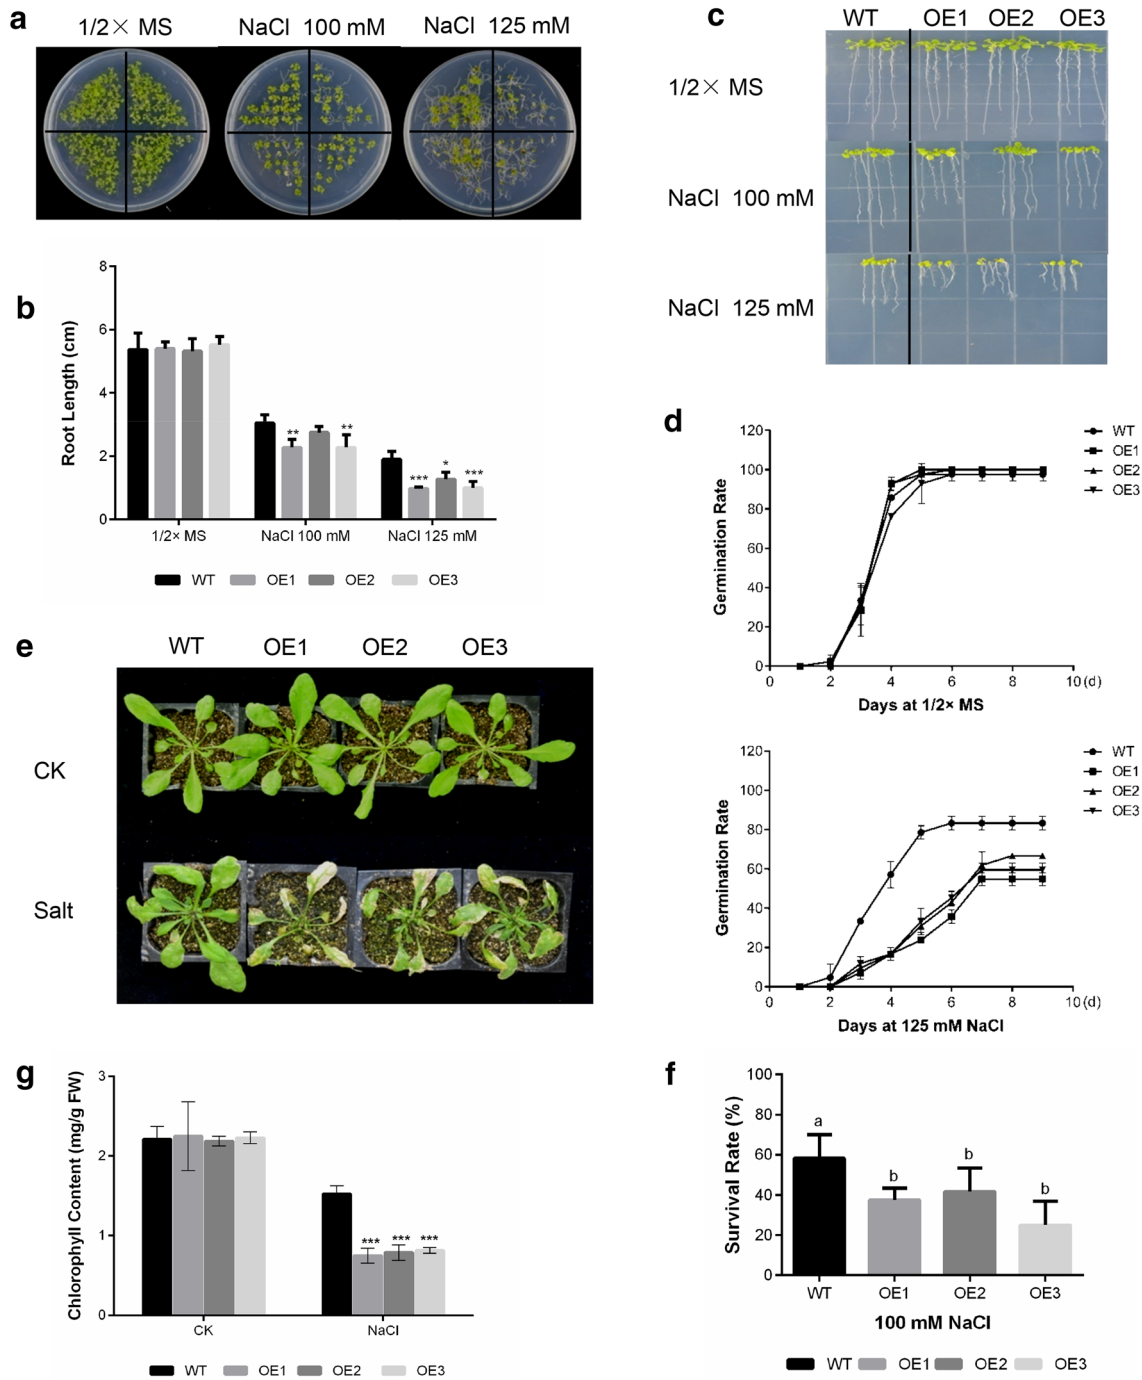 a
1/2× MS NaCl 100 mM NaCl 125 mM
b
Root Length (cm)
8
6
4
2
0
1/2× MS NaCl 100 mM NaCl 125 mM
** **
*** * ***
WT OE1 OE2 OE3
c
WT OE1 OE2 OE3
1/2× MS
NaCl 100 mM
NaCl 125 mM
d
Germination Rate
120
100
80
60
40
20
0
0 2 4 6 8 10 (d)
Days at 1/2× MS
WT
OE1
OE2
OE3
Germination Rate
120
100
80
60
40
20
0
0 2 4 6 8 10 (d)
Days at 125 mM NaCl
WT
OE1
OE2
OE3
e
WT OE1 OE2 OE3
CK
Salt
g
Chlorophyll Content (mg/g FW)
3
2
1
0
*** *** ***
CK NaCl
WT OE1 OE2 OE3
f
Survival Rate (%)
100
80
60
40
20
0
a
b
b
b
WT OE1 OE2 OE3
100 mM NaCl
WT OE1 OE2 OE3